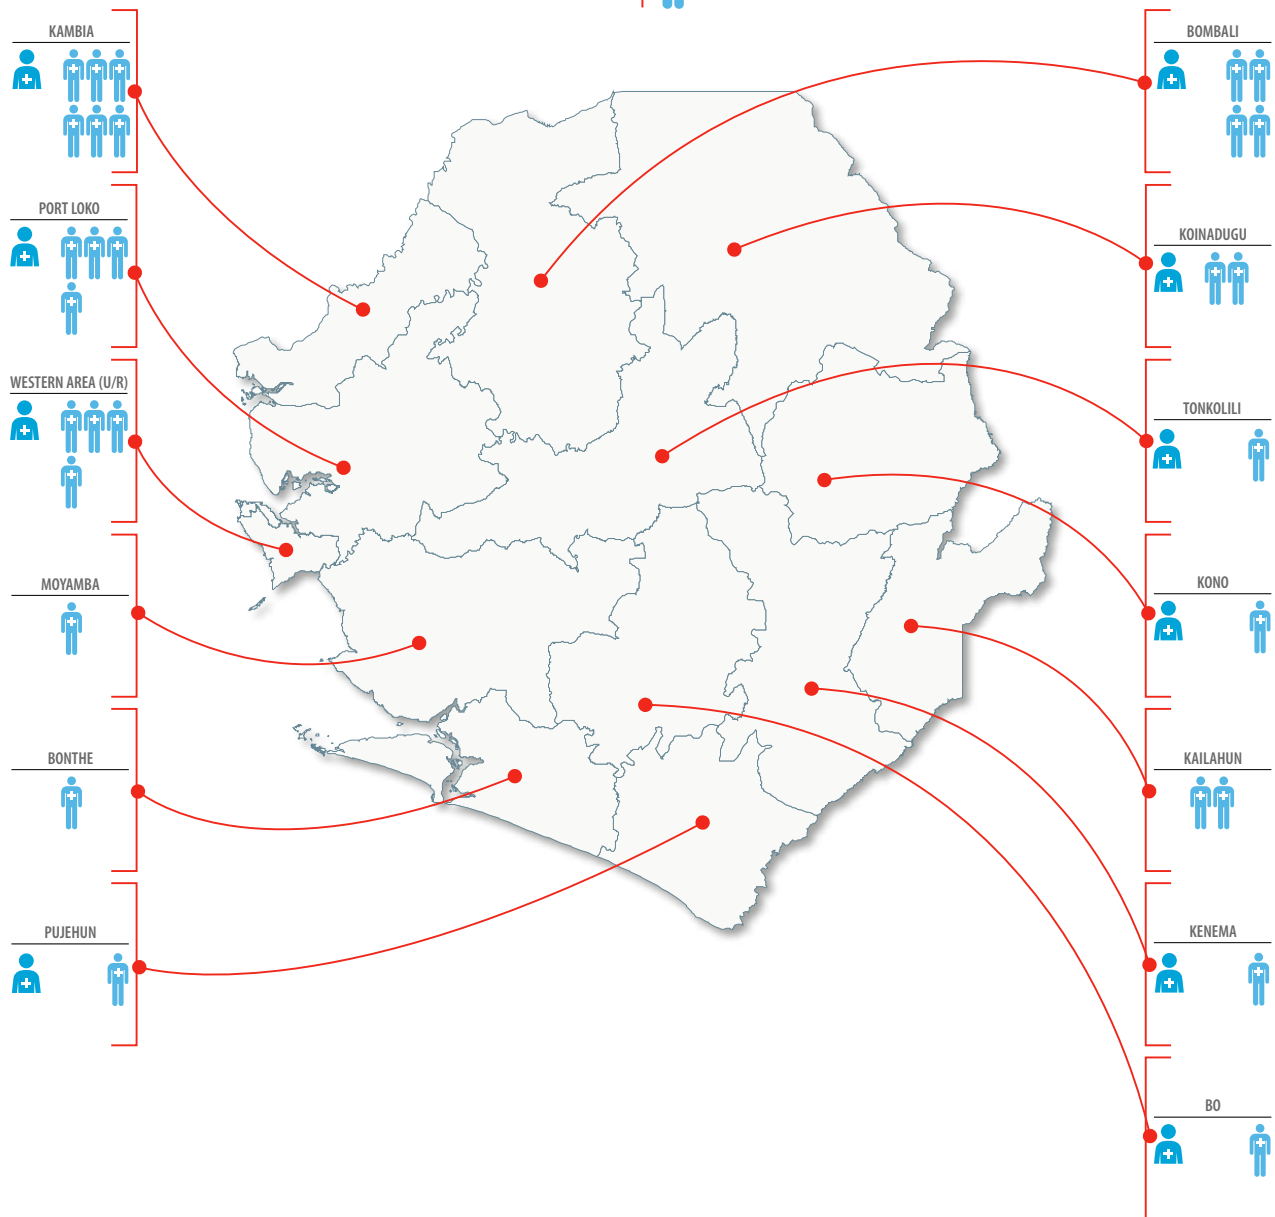 KAMBIA
PORT LOKO
WESTERN AREA (U/R)
MOYAMBA
BONTHE
PUJEHUN
BOMBALI
KOINADUGU
TONKOLILI
KONO
KAILAHUN
KENEMA
BO